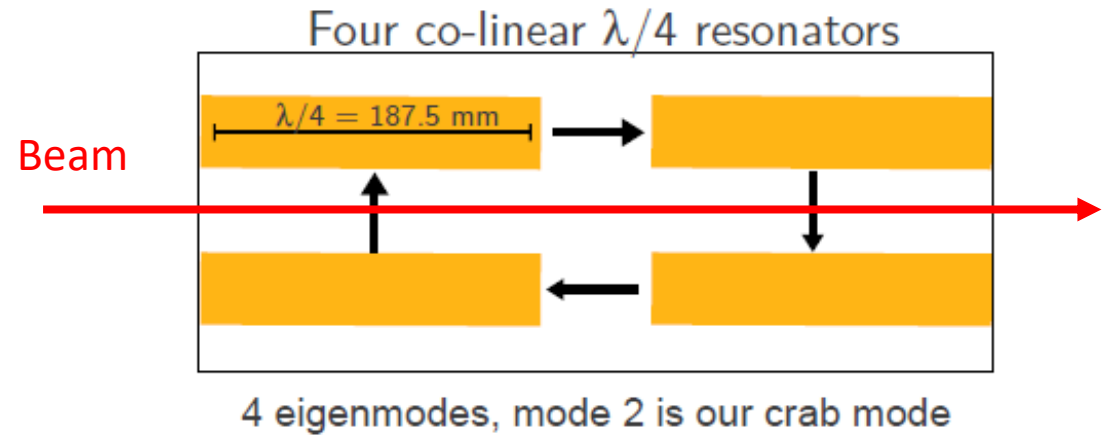 Four co-linear λ/4 resonators
λ/4 = 187.5 mm
Beam
4 eigenmodes, mode 2 is our crab mode